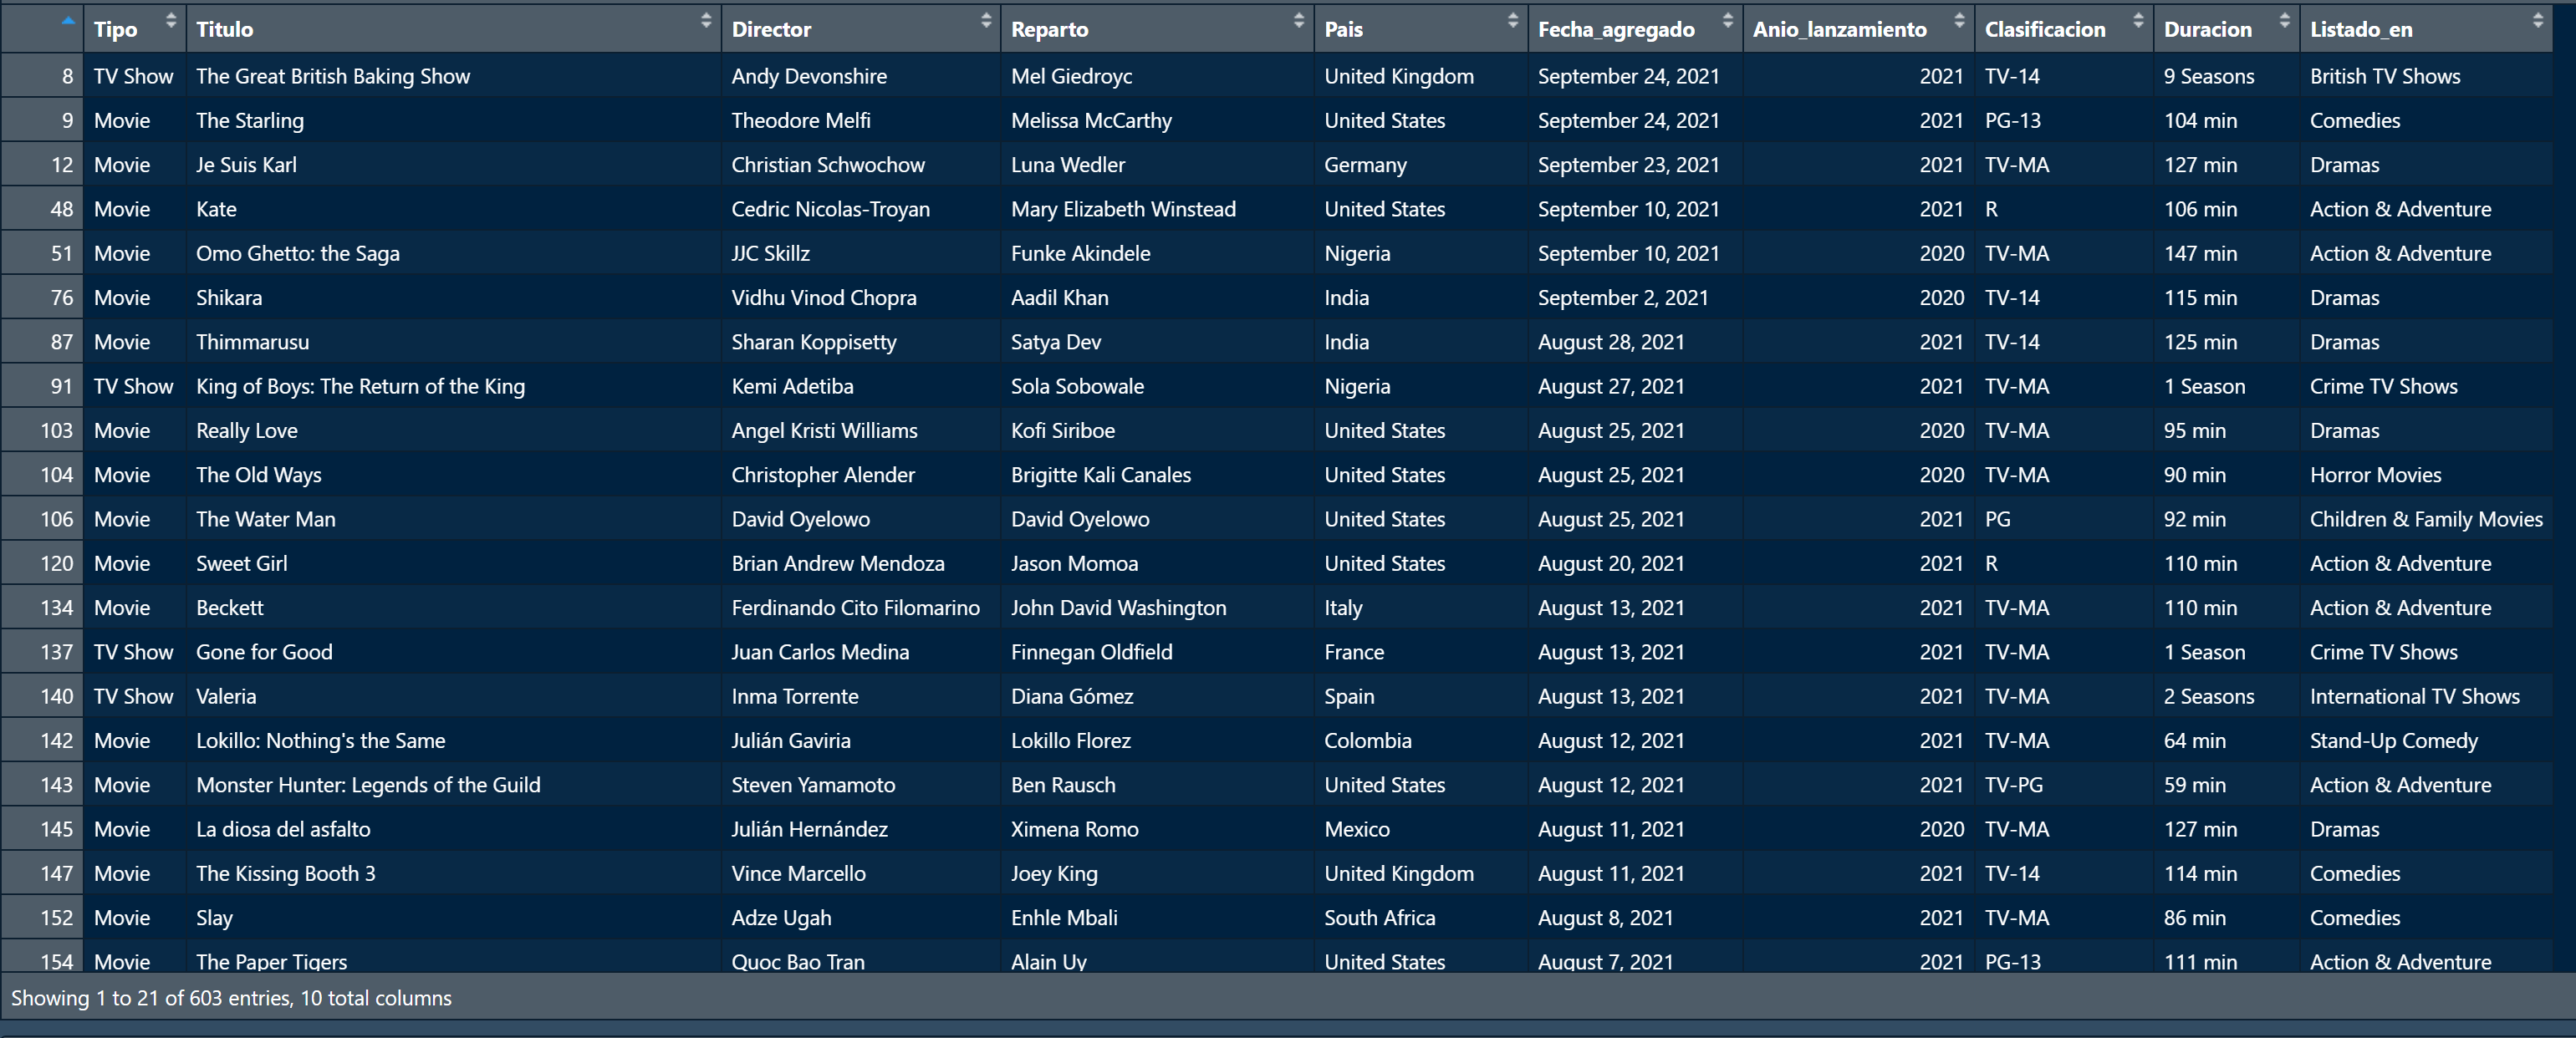 Tipo Titulo Director Reparto Pais Fecha_agregado Anio_lanzamiento Clasificacion Duracion Listado_en
8 TV Show The Great British Baking Show Andy Devonshire Mel Giedroyc United Kingdom September 24, 2021 2021 TV-14 9 Seasons British TV Shows
9 Movie The Starling Theodore Melfi Melissa McCarthy United States September 24, 2021 2021 PG-13 104 min Comedies
12 Movie Je Suis Karl Christian Schwochow Luna Wedler Germany September 23, 2021 2021 TV-MA 127 min Dramas
48 Movie Kate Cedric Nicolas-Troyan Mary Elizabeth Winstead United States September 10, 2021 2021 R 106 min Action & Adventure
51 Movie Omo Ghetto: the Saga JJC Skillz Funke Akindele Nigeria September 10, 2021 2020 TV-MA 147 min Action & Adventure
76 Movie Shikara Vidhu Vinod Chopra Aadil Khan India September 2, 2021 2020 TV-14 115 min Dramas
87 Movie Thimmarusu Sharan Koppisetty Satya Dev India August 28, 2021 2021 TV-14 125 min Dramas
91 TV Show King of Boys: The Return of the King Kemi Adetiba Sola Sobowale Nigeria August 27, 2021 2021 TV-MA 1 Season Crime TV Shows
103 Movie Really Love Angel Kristi Williams Kofi Siriboe United States August 25, 2021 2020 TV-MA 95 min Dramas
104 Movie The Old Ways Christopher Alender Brigitte Kali Canales United States August 25, 2021 2020 TV-MA 90 min Horror Movies
106 Movie The Water Man David Oyelowo David Oyelowo United States August 25, 2021 2021 PG 92 min Children & Family Movies
120 Movie Sweet Girl Brian Andrew Mendoza Jason Momoa United States August 20, 2021 2021 R 110 min Action & Adventure
134 Movie Beckett Ferdinando Cito Filomarino John David Washington Italy August 13, 2021 2021 TV-MA 110 min Action & Adventure
137 TV Show Gone for Good Juan Carlos Medina Finnegan Oldfield France August 13, 2021 2021 TV-MA 1 Season Crime TV Shows
140 TV Show Valeria Inma Torrente Diana Gómez Spain August 13, 2021 2021 TV-MA 2 Seasons International TV Shows
142 Movie Lokillo: Nothing's the Same Julián Gaviria Lokillo Florez Colombia August 12, 2021 2021 TV-MA 64 min Stand-Up Comedy
143 Movie Monster Hunter: Legends of the Guild Steven Yamamoto Ben Rausch United States August 12, 2021 2021 TV-PG 59 min Action & Adventure
145 Movie La diosa del asfalto Julián Hernández Ximena Romo Mexico August 11, 2021 2020 TV-MA 127 min Dramas
147 Movie The Kissing Booth 3 Vince Marcello Joey King United Kingdom August 11, 2021 2021 TV-14 114 min Comedies
152 Movie Slay Adze Ugah Enhle Mbali South Africa August 8, 2021 2021 TV-MA 86 min Comedies
154 Movie The Paper Tigers Quoc Bao Tran Alain Uy United States August 7, 2021 2021 PG-13 111 min Action & Adventure
Showing 1 to 21 of 603 entries, 10 total columns